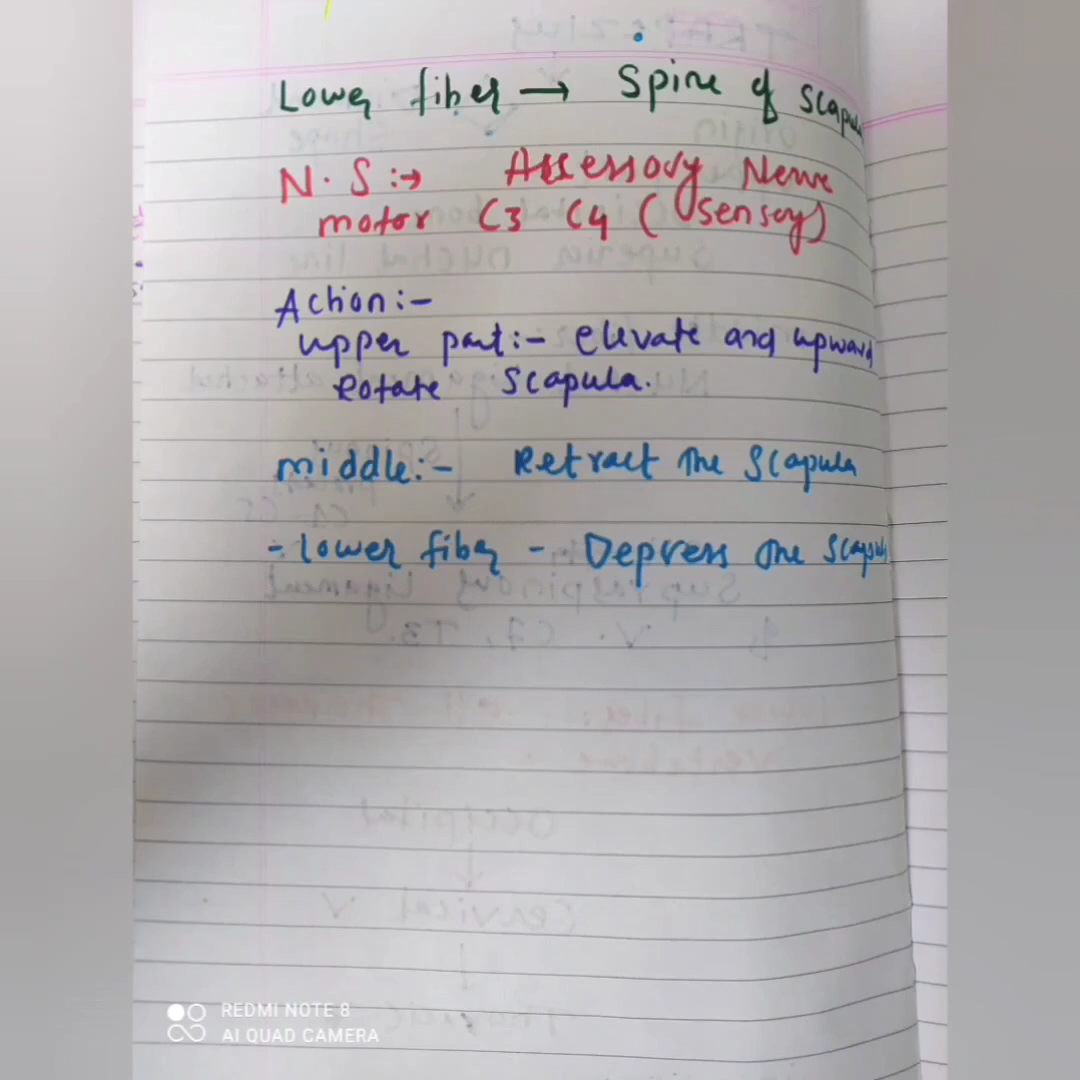 Lower fiber → Spine of scapula
N.S :→ Accessory Nerve
motor C3 C4 (sensory)
Action :-
upper part :- elevate and upward
Rotate Scapula.
middle :- Retract the Scapula
- lower fiber - Depress the Scapula
REDMI NOTE 8
AI QUAD CAMERA